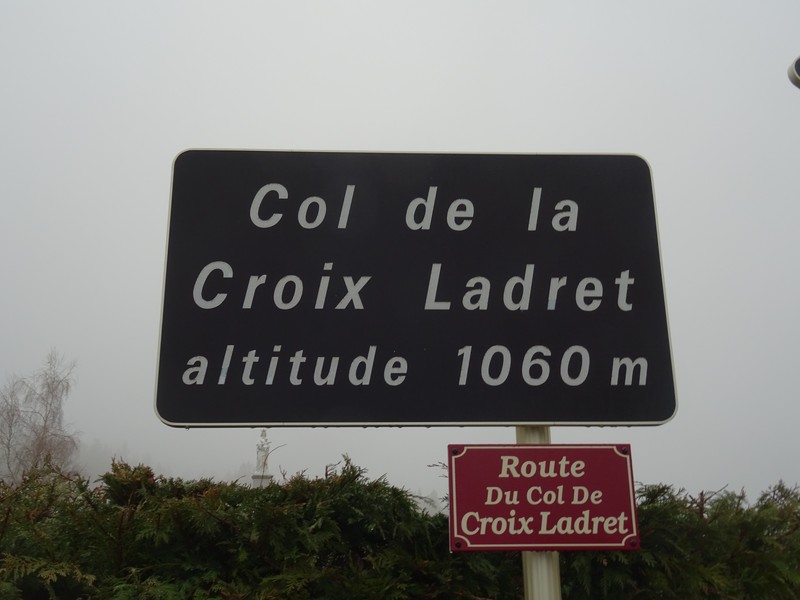 Col de la
Croix Ladret
altitude 1060 m
Route
Du Col De
Croix Ladret